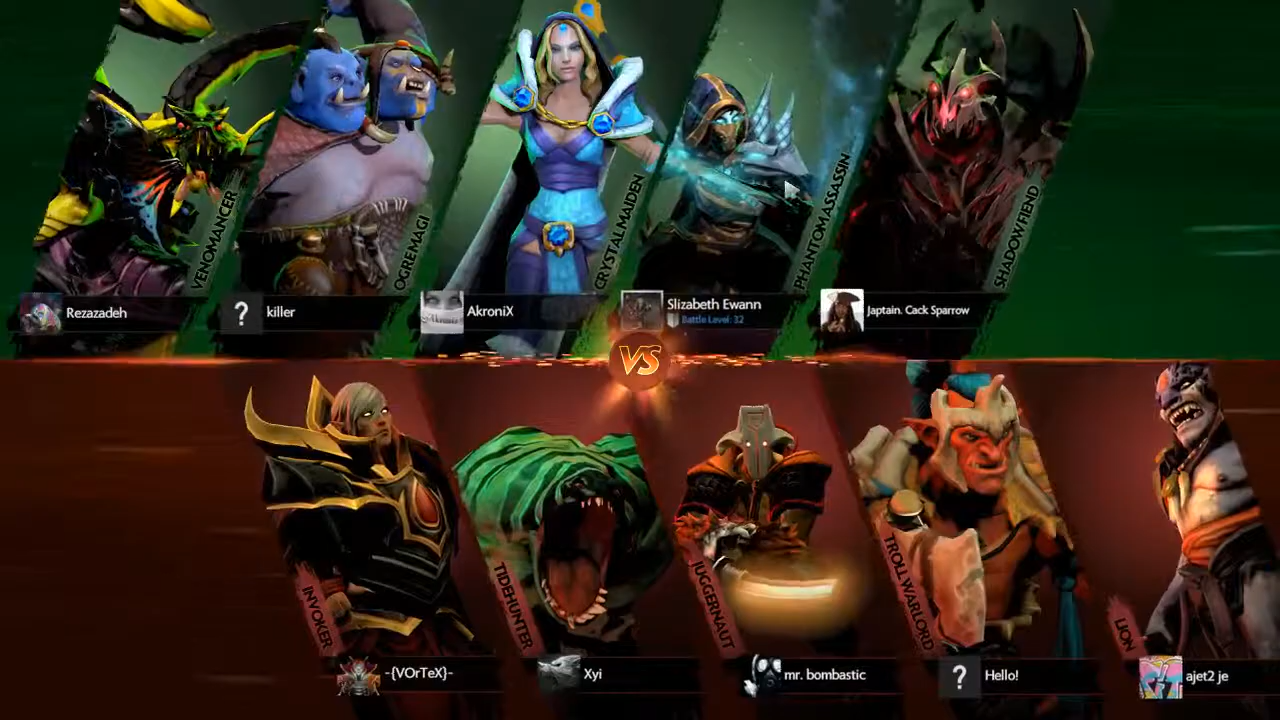 VENOMANCER
OGRE MAGI
CRYSTAL MAIDEN
PHANTOM ASSASSIN
SHADOW FIEND
Rezazadeh
?
killer
AkroniX
Slizabeth Ewann
Battle Level: 32
Japtain. Cack Sparrow
VS
INVOKER
TIDEHUNTER
JUGGERNAUT
TROLL WARLORD
LION
-{VOrTeX}-
Xyi
mr. bombastic
?
Hello!
ajet2 je